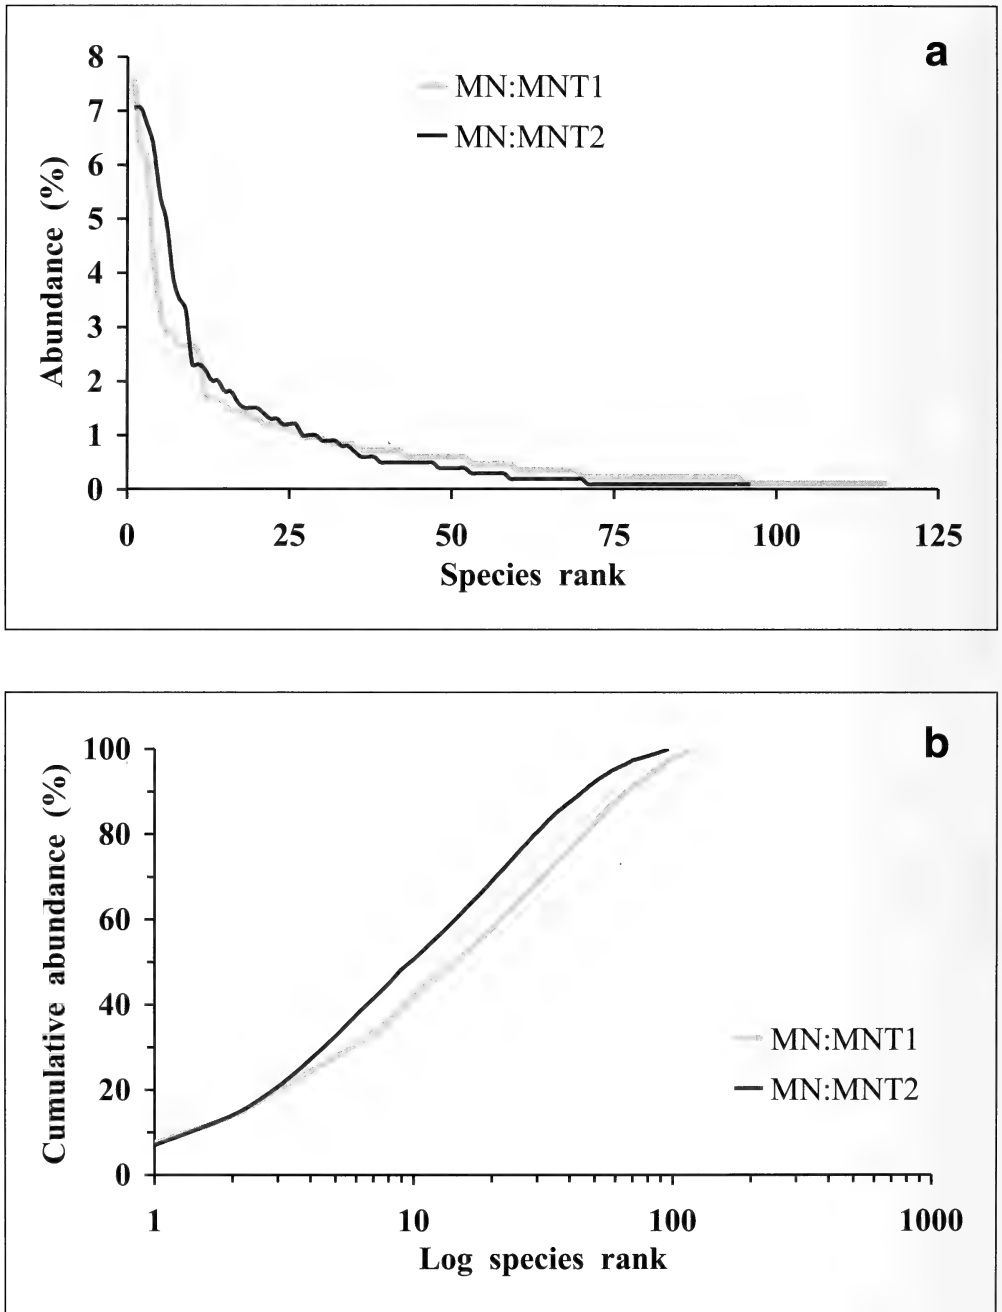 a
8
7
6
5
4
3
2
1
0
Abundance (%)
MN:MNT1
MN:MNT2
0 25 50 75 100 125
Species rank
b
100
80
60
40
20
0
Cumulative abundance (%)
MN:MNT1
MN:MNT2
1 10 100 1000
Log species rank